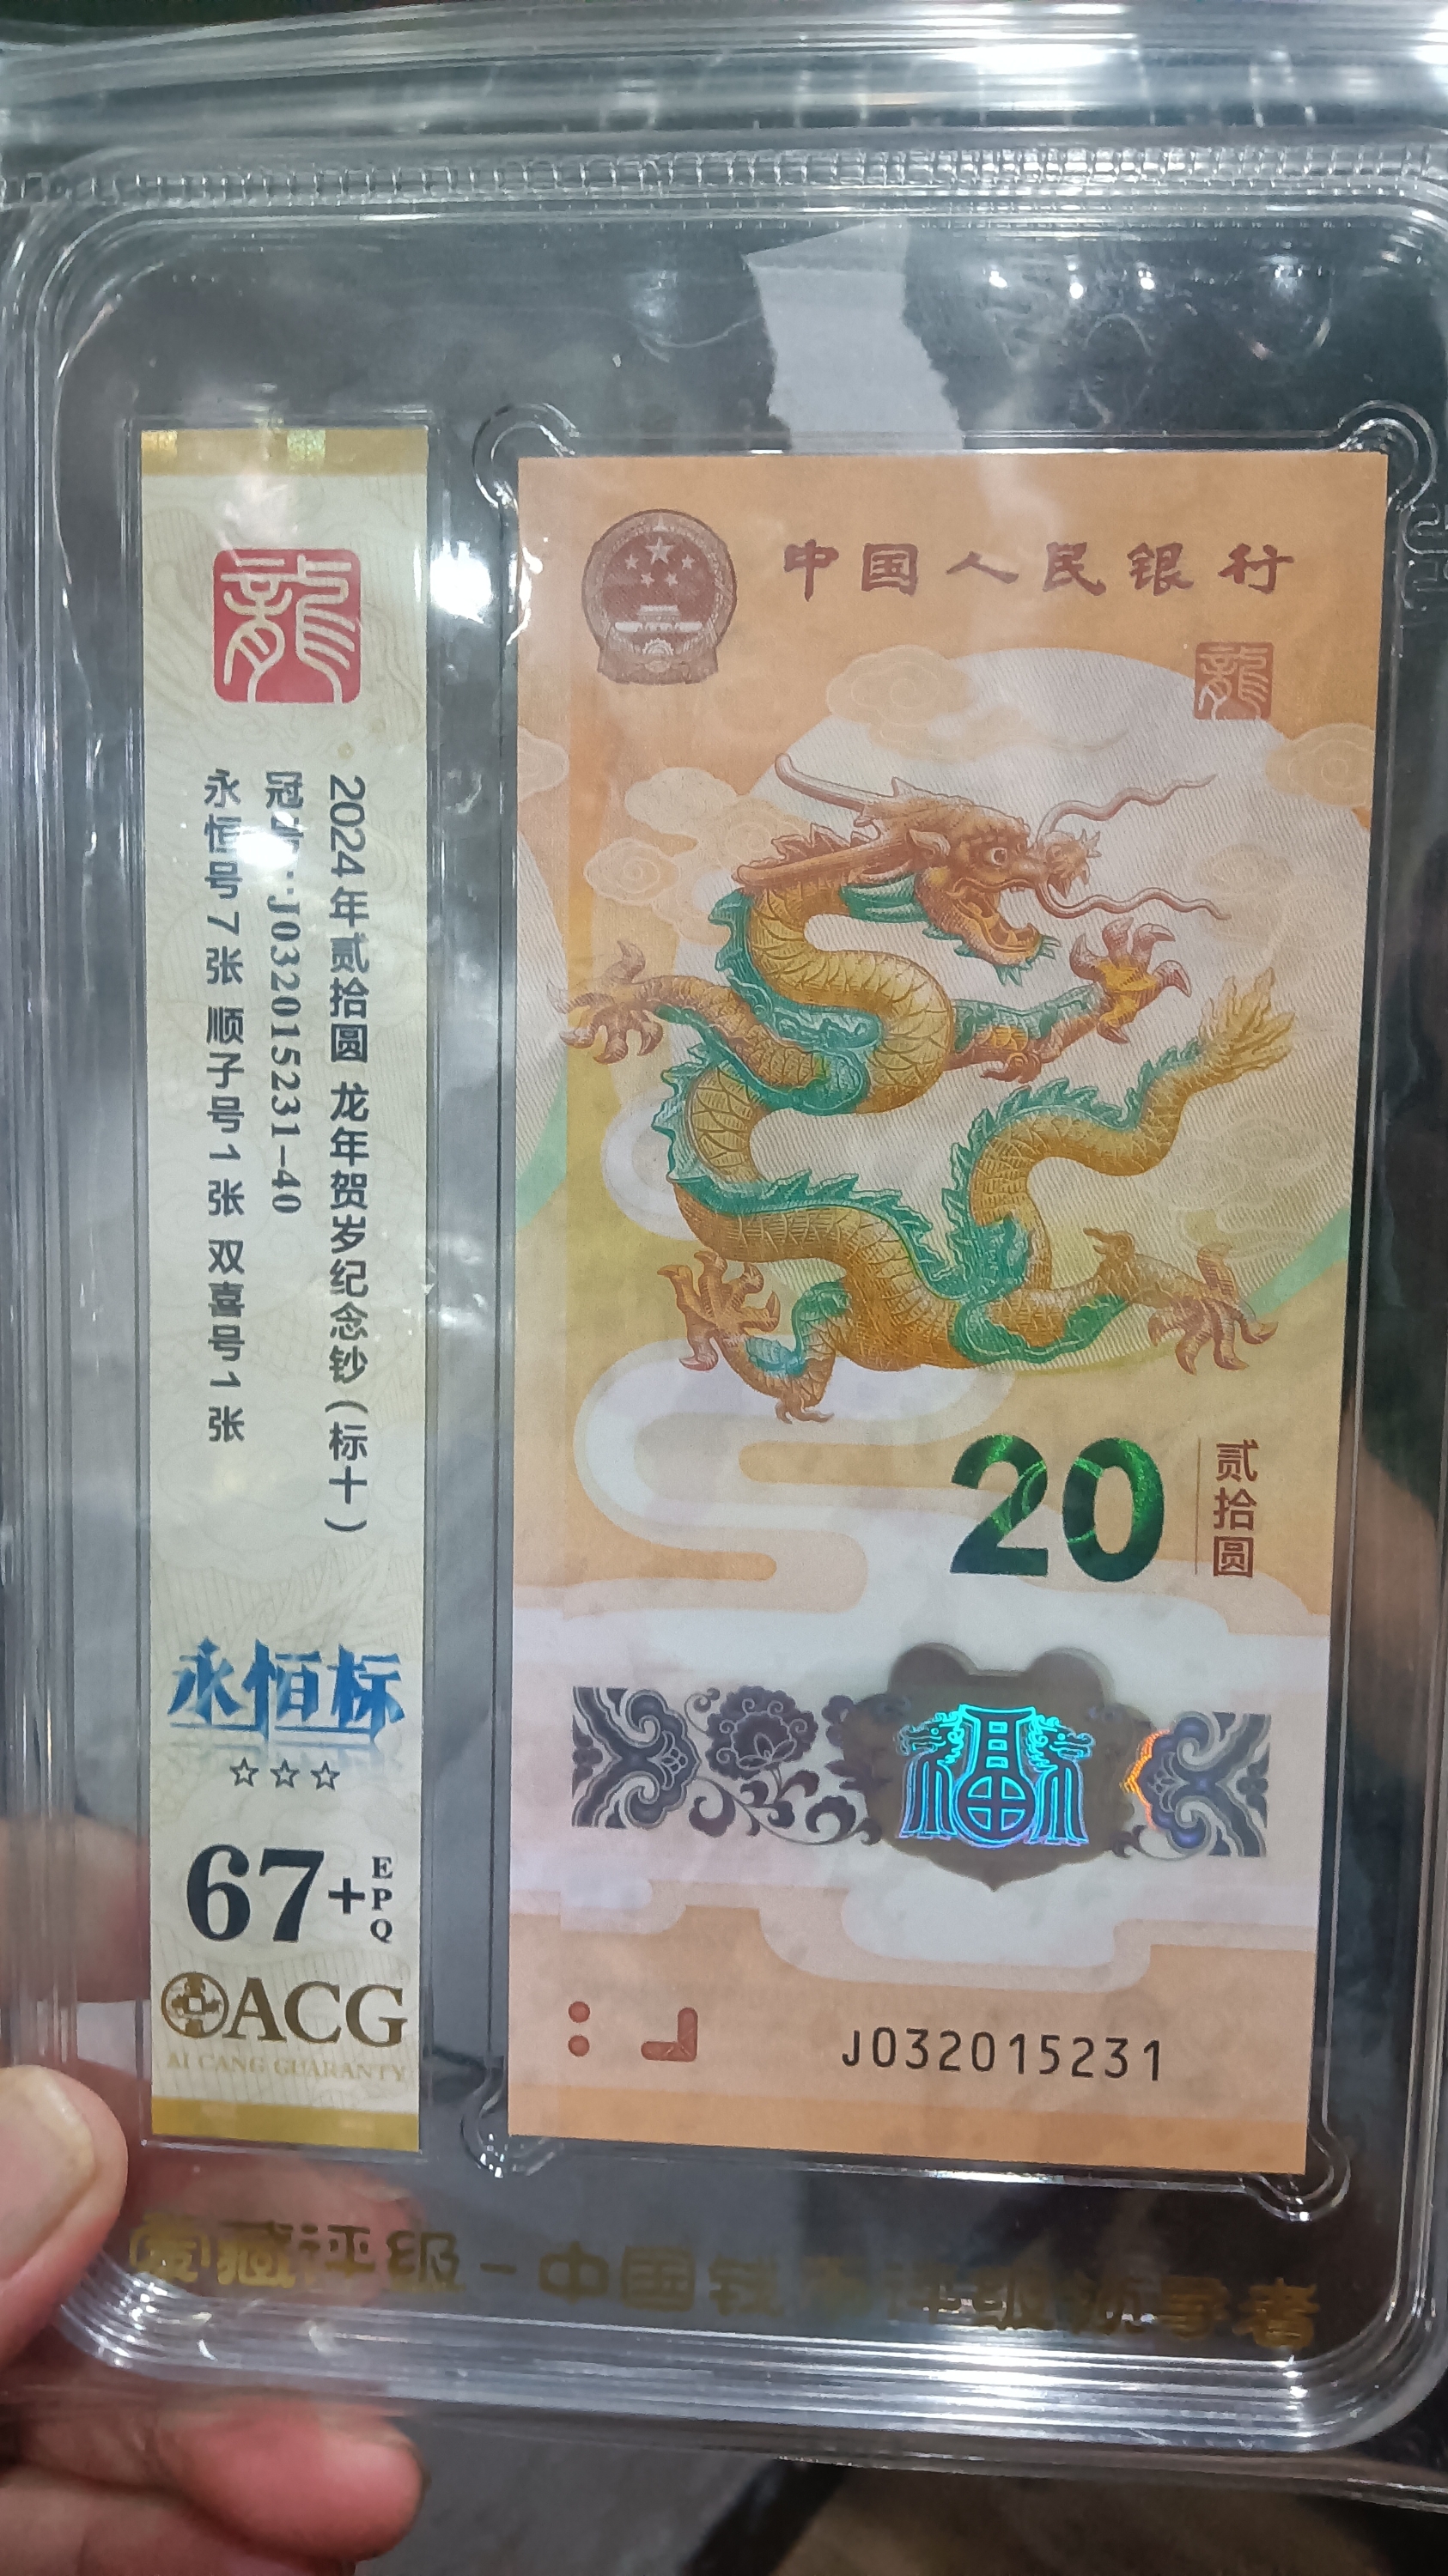 龍
2024年贰拾圆 龙年贺岁纪念钞(标十)
J032015231-40
永恒号7张 顺子号1张 双喜号1张
永恒标
67+EPQ
ACG
AI CANG GUARANTY
中国人民银行
龍
20
贰拾圆
福
J032015231
爱藏评级-中国钱币评级领导者